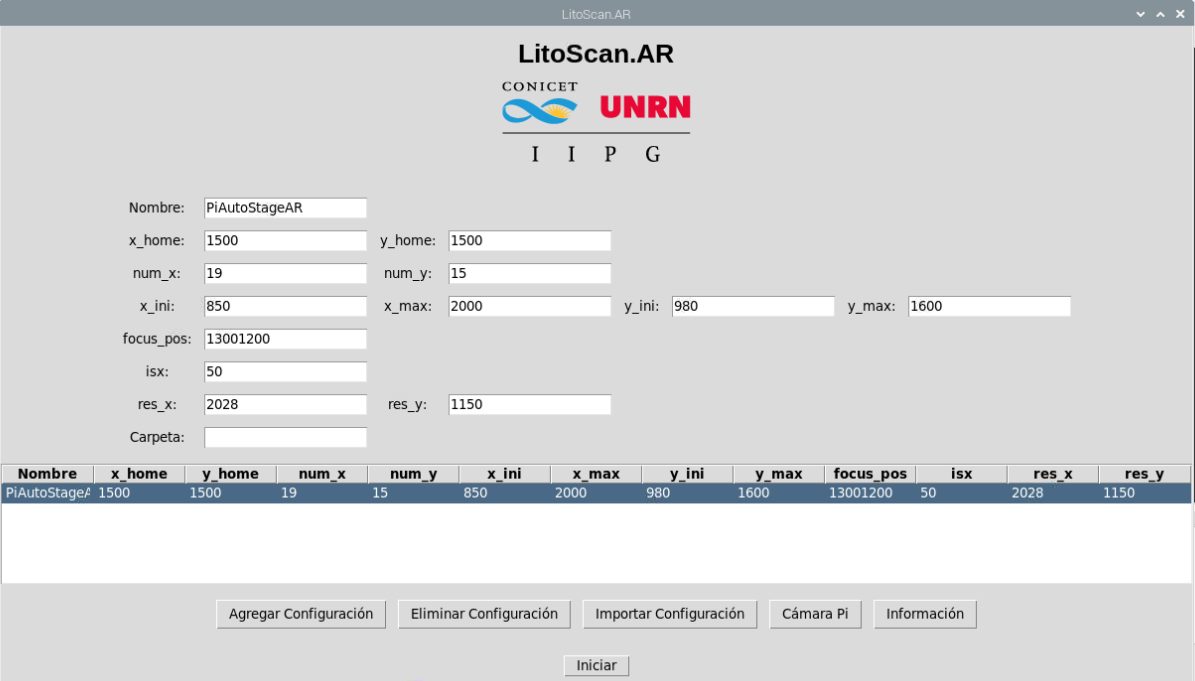 LitoScan.AR
LitoScan.AR
CONICET
UNRN
I I P G
Nombre: PiAutoStageAR
x_home: 1500 y_home: 1500
num_x: 19 num_y: 15
x_ini: 850 x_max: 2000 y_ini: 980 y_max: 1600
focus_pos: 13001200
isx: 50
res_x: 2028 res_y: 1150
Carpeta:
Nombre x_home y_home num_x num_y x_ini x_max y_ini y_max focus_pos isx res_x res_y
PiAutoStageA 1500 1500 19 15 850 2000 980 1600 13001200 50 2028 1150
Agregar Configuración Eliminar Configuración Importar Configuración Cámara Pi Información
Iniciar